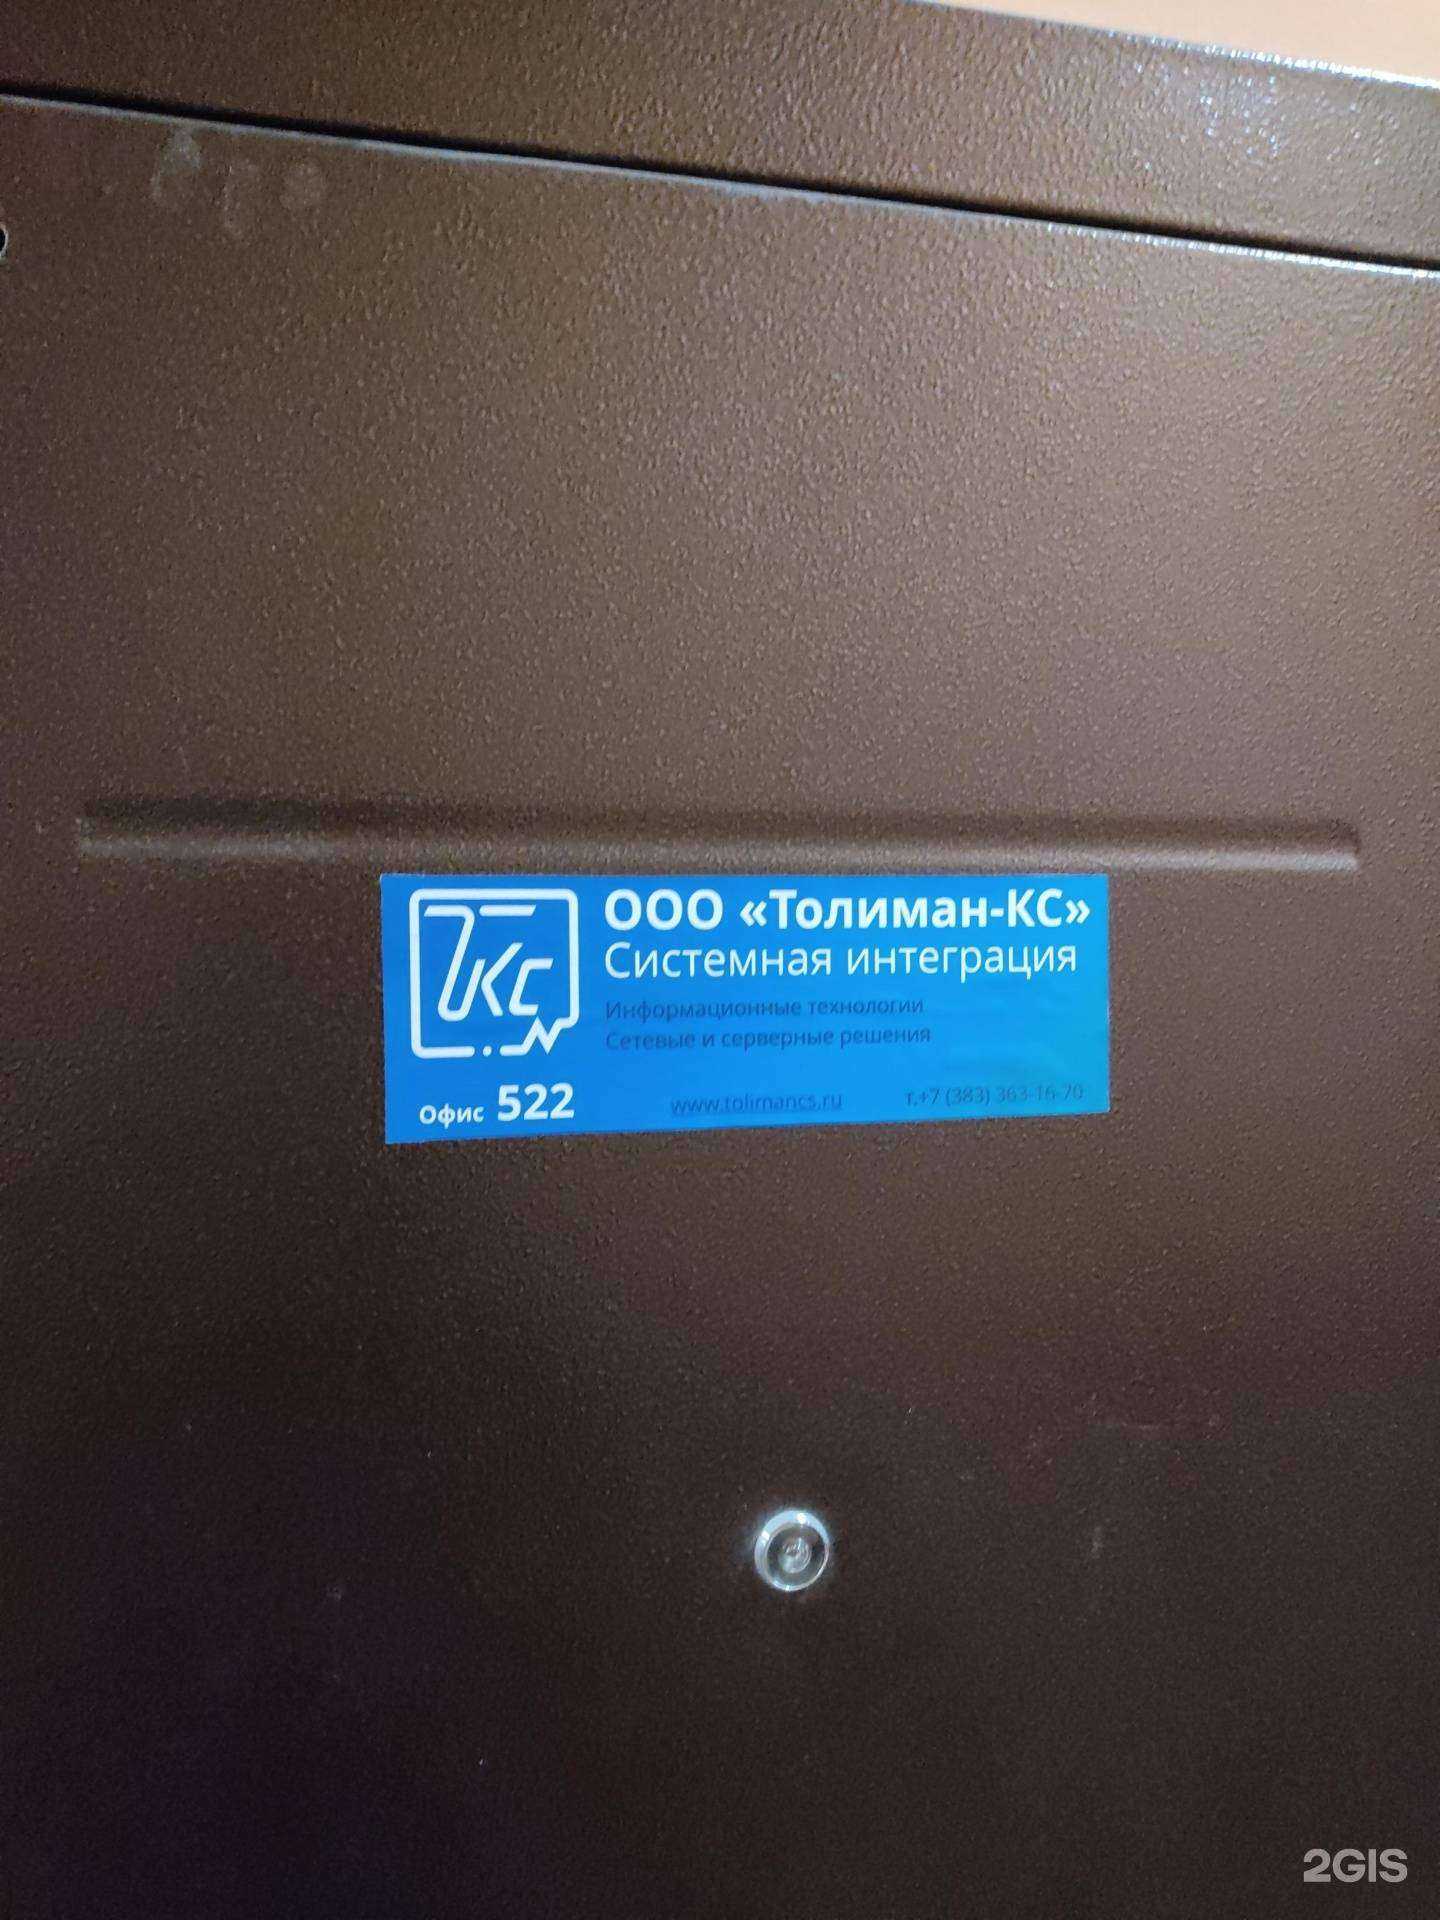 ТКС
ООО «Толиман-КС»
Системная интеграция
Информационные технологии
Сетевые и серверные решения
Офис 522
www.tolimancs.ru
т.+7 (383) 363-16-70
2GIS